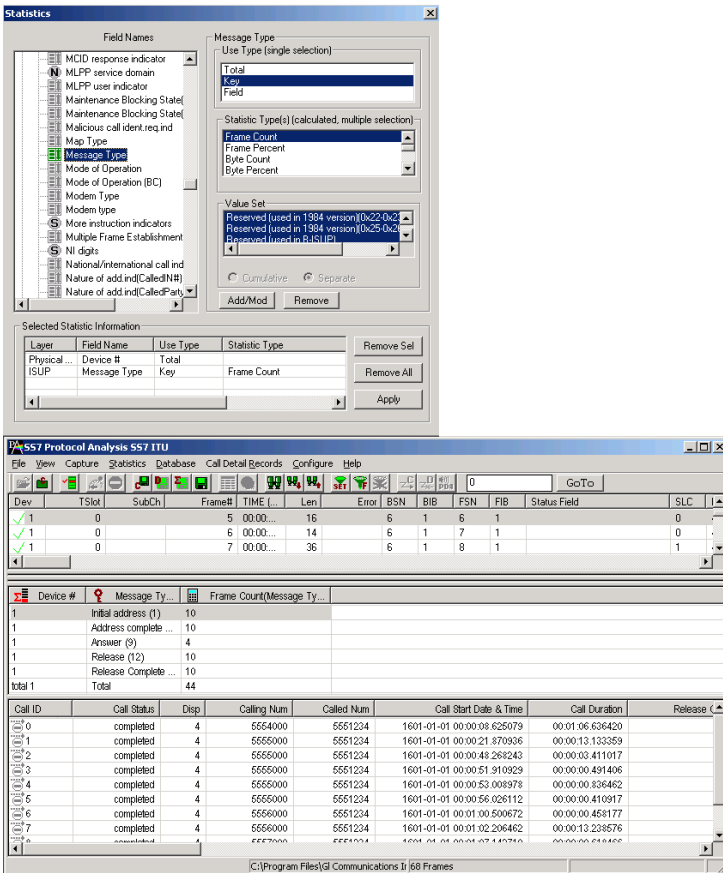 Statistics
Field Names
MCID response indicator
MLPP service domain
MLPP user indicator
Maintenance Blocking State(
Maintenance Blocking State(
Malicious call ident.req.ind
Map Type
Message Type
Mode of Operation
Mode of Operation (BC)
Modem Type
Modem type
More instruction indicators
Multiple Frame Establishment
NI digits
National/international call ind
Nature of add.ind(CalledIN#)
Nature of add.ind(CalledParty
Message Type
Use Type (single selection)
Total
Key
Field
Statistic Type(s) (calculated, multiple selection)
Frame Count
Frame Percent
Byte Count
Byte Percent
Value Set
Reserved (used in 1984 version)(0x22-0x23
Reserved (used in 1984 version)(0x25-0x26
Reserved (used in B-ISUP)
Cumulative Separate
Add/Mod Remove
Selected Statistic Information
Layer Field Name Use Type Statistic Type
Physical ... Device # Total
ISUP Message Type Key Frame Count
Remove Sel
Remove All
Apply
SS7 Protocol Analysis SS7 ITU
File View Capture Statistics Database Call Detail Records Configure Help
0 GoTo
Dev TSlot SubCh Frame# TIME (... Len Error BSN BIB FSN FIB Status Field SLC
1 0 5 00:00:... 16 6 1 6 1 0
1 0 6 00:00:... 14 6 1 7 1 0
1 0 7 00:00:... 36 6 1 8 1 1
Device # Message Ty... Frame Count(Message Ty...
1 Initial address (1) 10
1 Address complete ... 10
1 Answer (9) 4
1 Release (12) 10
1 Release Complete ... 10
total 1 Total 44
Call ID Call Status Disp Calling Num Called Num Call Start Date & Time Call Duration Release
0 completed 4 5554000 5551234 1601-01-01 00:00:08.625079 00:01:06.636420
1 completed 4 5555000 5551234 1601-01-01 00:00:21.870936 00:00:13.133359
2 completed 4 5555000 5551234 1601-01-01 00:00:48.268243 00:00:03.411017
3 completed 4 5555000 5551234 1601-01-01 00:00:51.910929 00:00:00.491406
4 completed 4 5555000 5551234 1601-01-01 00:00:53.008978 00:00:00.836462
5 completed 4 5555000 5551234 1601-01-01 00:00:56.026112 00:00:00.410917
6 completed 4 5556000 5551234 1601-01-01 00:01:00.500672 00:00:00.458177
7 completed 4 5556000 5551234 1601-01-01 00:01:02.206462 00:00:13.238576
C:\Program Files\Gl Communications Ir 68 Frames